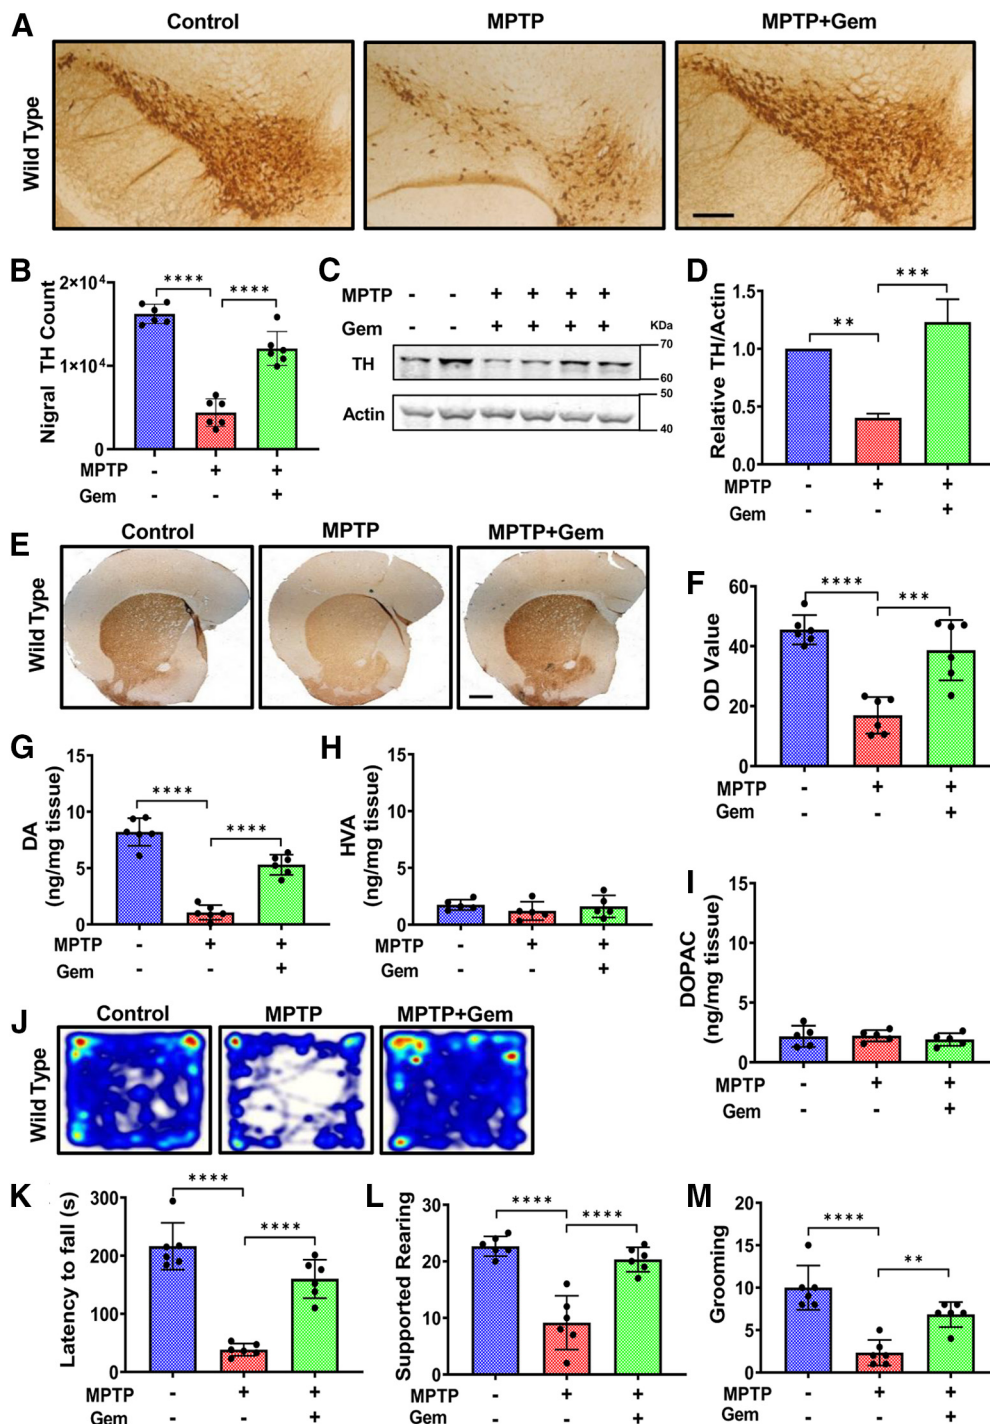 A
Control
MPTP
MPTP+Gem
Wild Type
B
Nigral TH Count
2×10⁴
1×10⁴
0
****
****
MPTP - + +
Gem - - +
C
MPTP - - + + + +
Gem - - + + + +
KDa
TH
70
60
Actin
50
40
D
Relative TH/Actin
1.5
1.0
0.5
0.0
**
***
MPTP - + +
Gem - - +
E
Control
MPTP
MPTP+Gem
Wild Type
F
OD Value
60
40
20
0
****
***
MPTP - + +
Gem - - +
G
DA
(ng/mg tissue)
15
10
5
0
****
****
MPTP - + +
Gem - - +
H
HVA
(ng/mg tissue)
15
10
5
0
MPTP - + +
Gem - - +
I
DOPAC
(ng/mg tissue)
15
10
5
0
MPTP - + +
Gem - - +
J
Control
MPTP
MPTP+Gem
Wild Type
K
Latency to fall (s)
300
200
100
0
****
****
MPTP - + +
Gem - - +
L
Supported Rearing
30
20
10
0
****
****
MPTP - + +
Gem - - +
M
Grooming
15
10
5
0
****
**
MPTP - + +
Gem - - +